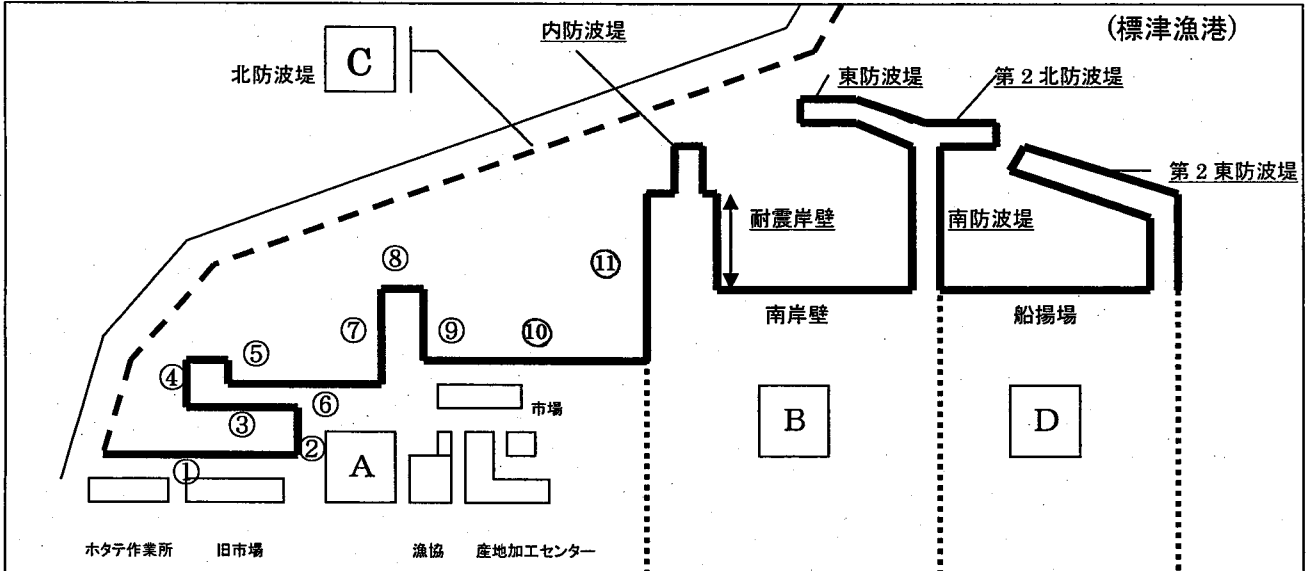 (標津漁港)
内防波堤
北防波堤
C
東防波堤
第2北防波堤
第2東防波堤
耐震岸壁
南防波堤
⑧
⑪
⑦
⑨
⑩
南岸壁
船揚場
⑤
④
⑥
③
②
①
市場
A
B
D
ホタテ作業所
旧市場
漁協
産地加工センター